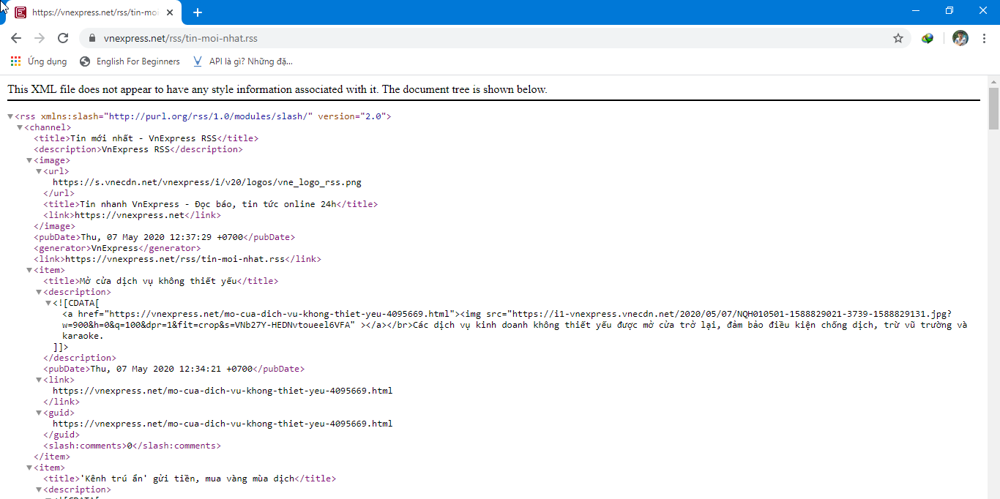 https://vnexpress.net/rss/tin-moi
vnexpress.net/rss/tin-moi-nhat.rss
Ứng dụng English For Beginners API là gì? Những đặ...
This XML file does not appear to have any style information associated with it. The document tree is shown below.
<rss xmlns:slash="http://purl.org/rss/1.0/modules/slash/" version="2.0">
<channel>
<title>Tin mới nhất - VnExpress RSS</title>
<description>VnExpress RSS</description>
<image>
<url>
https://s.vnecdn.net/vnexpress/i/v20/logos/vne_logo_rss.png
</url>
<title>Tin nhanh VnExpress - Đọc báo, tin tức online 24h</title>
<link>https://vnexpress.net</link>
</image>
<pubDate>Thu, 07 May 2020 12:37:29 +0700</pubDate>
<generator>VnExpress</generator>
<link>https://vnexpress.net/rss/tin-moi-nhat.rss</link>
<item>
<title>Mở cửa dịch vụ không thiết yếu</title>
<description>
<![CDATA[
<a href="https://vnexpress.net/mo-cua-dich-vu-khong-thiet-yeu-4095669.html"><img src="https://i1-vnexpress.vnecdn.net/2020/05/07/NQH010501-1588829021-3739-1588829131.jpg?
w=900&h=0&q=100&dpr=1&fit=crop&s=VNb27Y-HEDNvtoueel6VFA" ></a></br>Các dịch vụ kinh doanh không thiết yếu được mở cửa trở lại, đảm bảo điều kiện chống dịch, trừ vũ trường và
karaoke.
]]>
</description>
<pubDate>Thu, 07 May 2020 12:34:21 +0700</pubDate>
<link>
https://vnexpress.net/mo-cua-dich-vu-khong-thiet-yeu-4095669.html
</link>
<guid>
https://vnexpress.net/mo-cua-dich-vu-khong-thiet-yeu-4095669.html
</guid>
<slash:comments>0</slash:comments>
</item>
<item>
<title>'Kênh trú ẩn' gửi tiền, mua vàng mùa dịch</title>
<description>
<![CDATA[